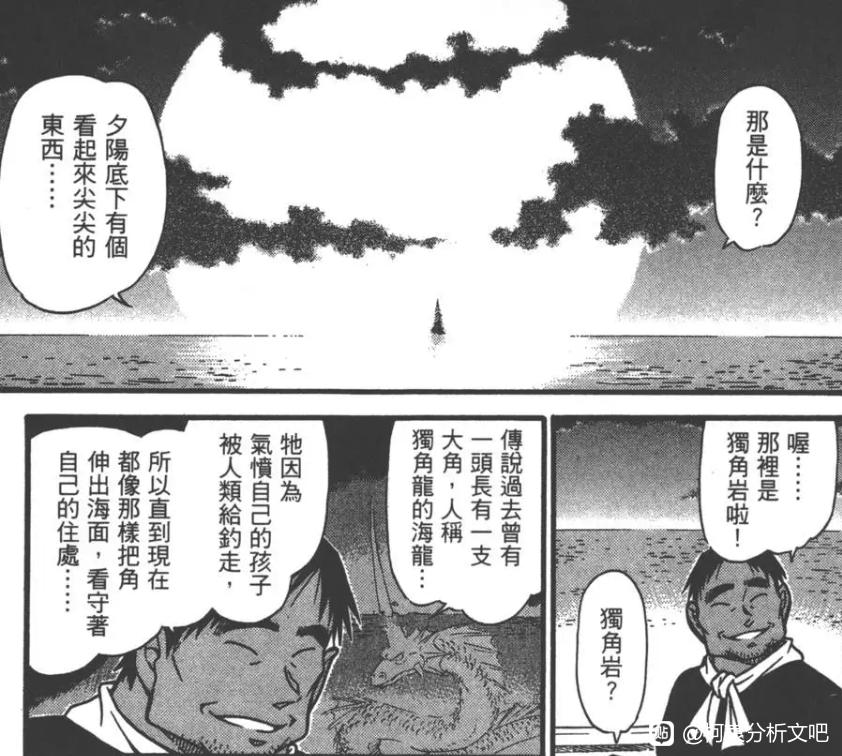 那是什麼？
夕陽底下有個
看起來尖尖的
東西……
喔……
那裡是
獨角岩啦！
獨角岩？
傳說過去曾有
一頭長有一支
大角，人稱
獨角龍的海龍…
牠因為
氣憤自己的孩子
被人類給釣走，
所以直到現在
都像那樣把角
伸出海面，看守著
自己的住處……
貼 @柯哀分析文吧